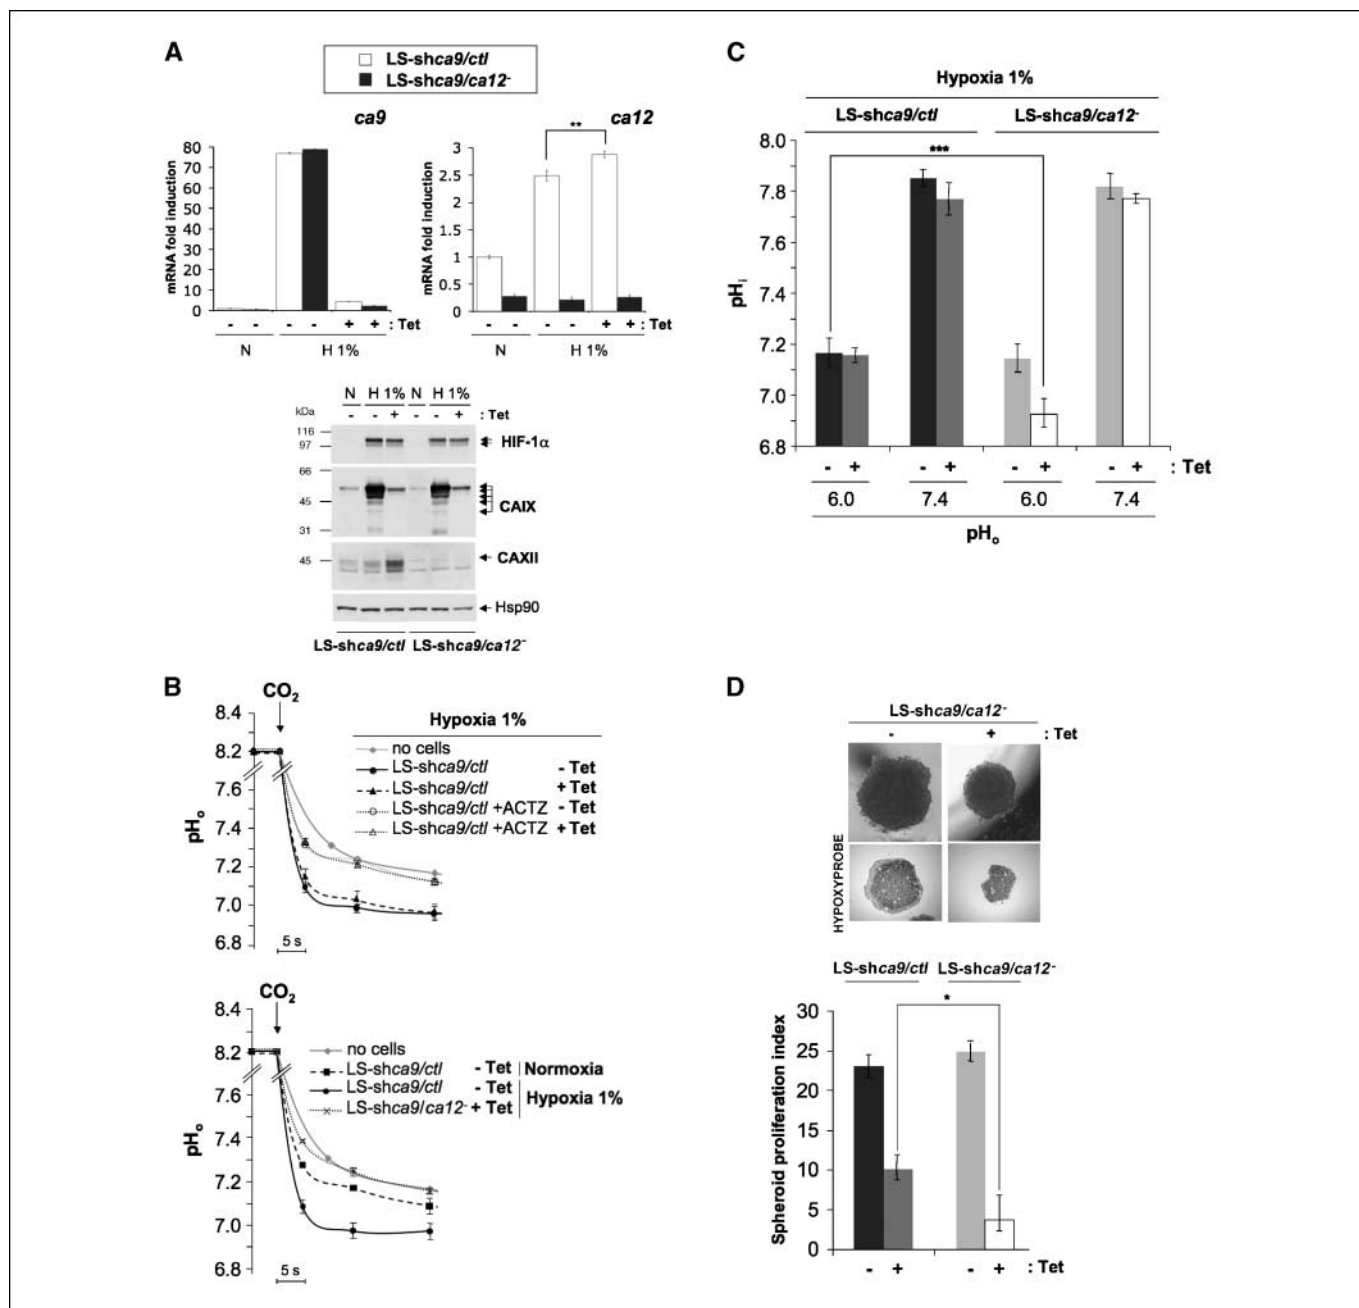 A
LS-shca9/ctl
LS-shca9/ca12-
ca9
mRNA fold induction
80
70
60
50
40
30
20
10
0
- - - - + + : Tet
N H 1%
ca12
**
mRNA fold induction
3
2.5
2
1.5
1
0.5
0
- - - - + + : Tet
N H 1%
N H 1% N H 1%
kDa - - + - - + : Tet
116
97
HIF-1α
66
45
31
CAIX
45
CAXII
Hsp90
LS-shca9/ctl LS-shca9/ca12-
B
CO2
Hypoxia 1%
no cells
LS-shca9/ctl - Tet
LS-shca9/ctl + Tet
LS-shca9/ctl +ACTZ - Tet
LS-shca9/ctl +ACTZ + Tet
pHo
8.4
8.2
7.6
7.4
7.2
7.0
6.8
5 s
CO2
no cells
LS-shca9/ctl - Tet Normoxia
LS-shca9/ctl - Tet
LS-shca9/ca12- + Tet
Hypoxia 1%
pHo
8.4
8.2
7.6
7.4
7.2
7.0
6.8
5 s
C
Hypoxia 1%
LS-shca9/ctl LS-shca9/ca12-
***
pHi
8.0
7.8
7.6
7.4
7.2
7.0
6.8
- + - + - + - + : Tet
6.0 7.4 6.0 7.4
pHo
D
LS-shca9/ca12-
- + : Tet
HYPOXYPROBE
LS-shca9/ctl LS-shca9/ca12-
*
Spheroid proliferation index
30
25
20
15
10
5
0
- + - + : Tet